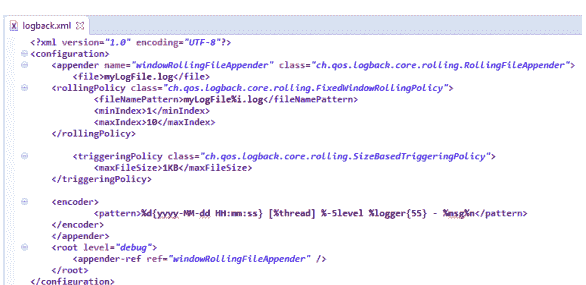 logback.xml
<?xml version="1.0" encoding="UTF-8"?>
<configuration>
<appender name="windowRollingFileAppender" class="ch.qos.logback.core.rolling.RollingFileAppender">
<file>myLogFile.log</file>
<rollingPolicy class="ch.qos.logback.core.rolling.FixedWindowRollingPolicy">
<fileNamePattern>myLogFile%i.log</fileNamePattern>
<minIndex>1</minIndex>
<maxIndex>10</maxIndex>
</rollingPolicy>
<triggeringPolicy class="ch.qos.logback.core.rolling.SizeBasedTriggeringPolicy">
<maxFileSize>1KB</maxFileSize>
</triggeringPolicy>
<encoder>
<pattern>%d{yyyy-MM-dd HH:mm:ss} [%thread] %-5level %logger{55} - %msg%n</pattern>
</encoder>
</appender>
<root level="debug">
<appender-ref ref="windowRollingFileAppender" />
</root>
</configuration>